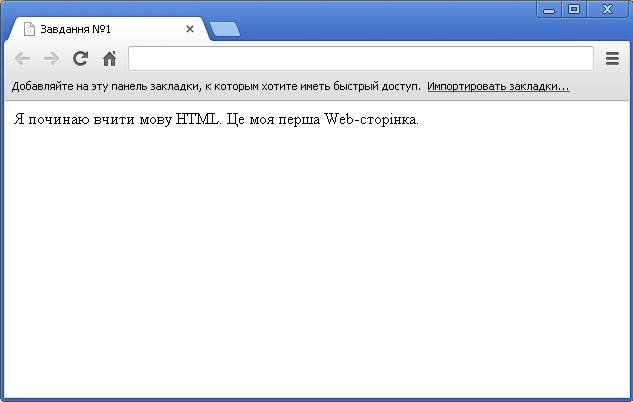 Завдання №1
Добавляйте на эту панель закладки, к которым хотите иметь быстрый доступ. Импортировать закладки...
Я починаю вчити мову HTML. Це моя перша Web-сторінка.